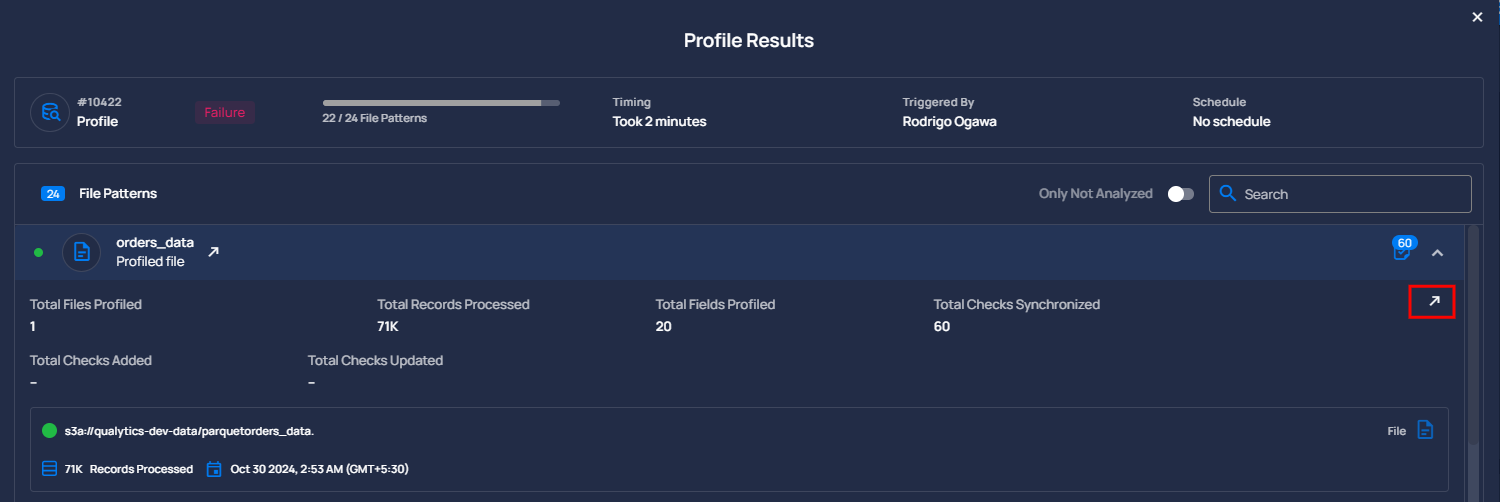 Profile Results
#10422
Profile
Failure
22 / 24 File Patterns
Timing
Took 2 minutes
Triggered By
Rodrigo Ogawa
Schedule
No schedule
24 File Patterns
Only Not Analyzed
Search
orders_data
Profiled file
60
Total Files Profiled
1
Total Records Processed
71K
Total Fields Profiled
20
Total Checks Synchronized
60
Total Checks Added
–
Total Checks Updated
–
s3a://qualytics-dev-data/parquetorders_data.
File
71K Records Processed
Oct 30 2024, 2:53 AM (GMT+5:30)